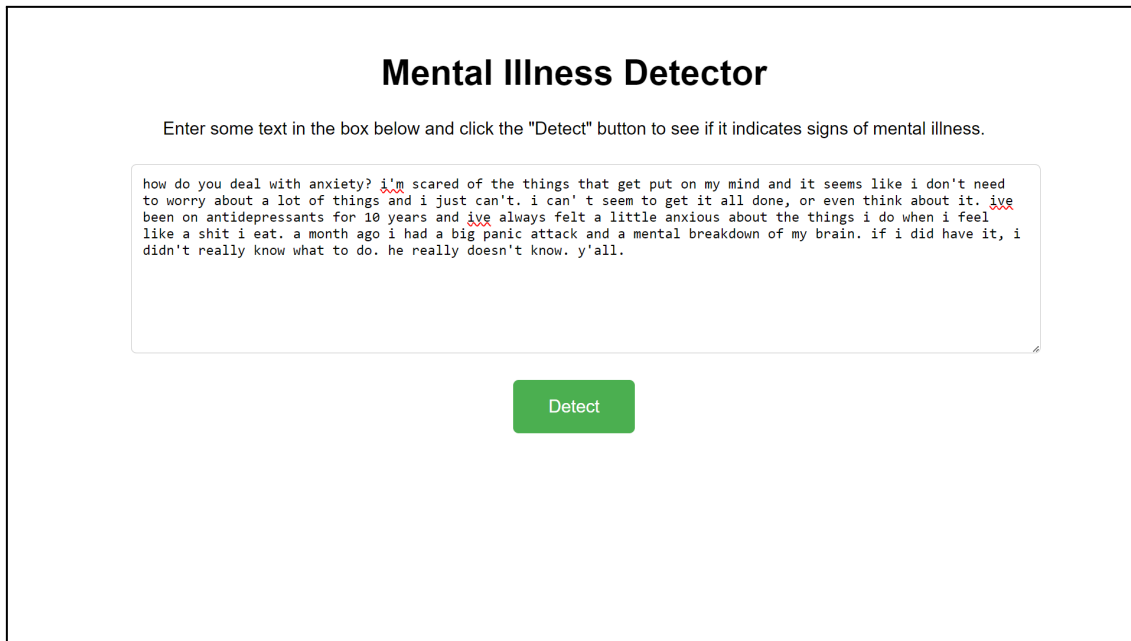 Mental Illness Detector
Enter some text in the box below and click the "Detect" button to see if it indicates signs of mental illness.
how do you deal with anxiety? i'm scared of the things that get put on my mind and it seems like i don't need
to worry about a lot of things and i just can't. i can' t seem to get it all done, or even think about it. ive
been on antidepressants for 10 years and ive always felt a little anxious about the things i do when i feel
like a shit i eat. a month ago i had a big panic attack and a mental breakdown of my brain. if i did have it, i
didn't really know what to do. he really doesn't know. y'all.
Detect